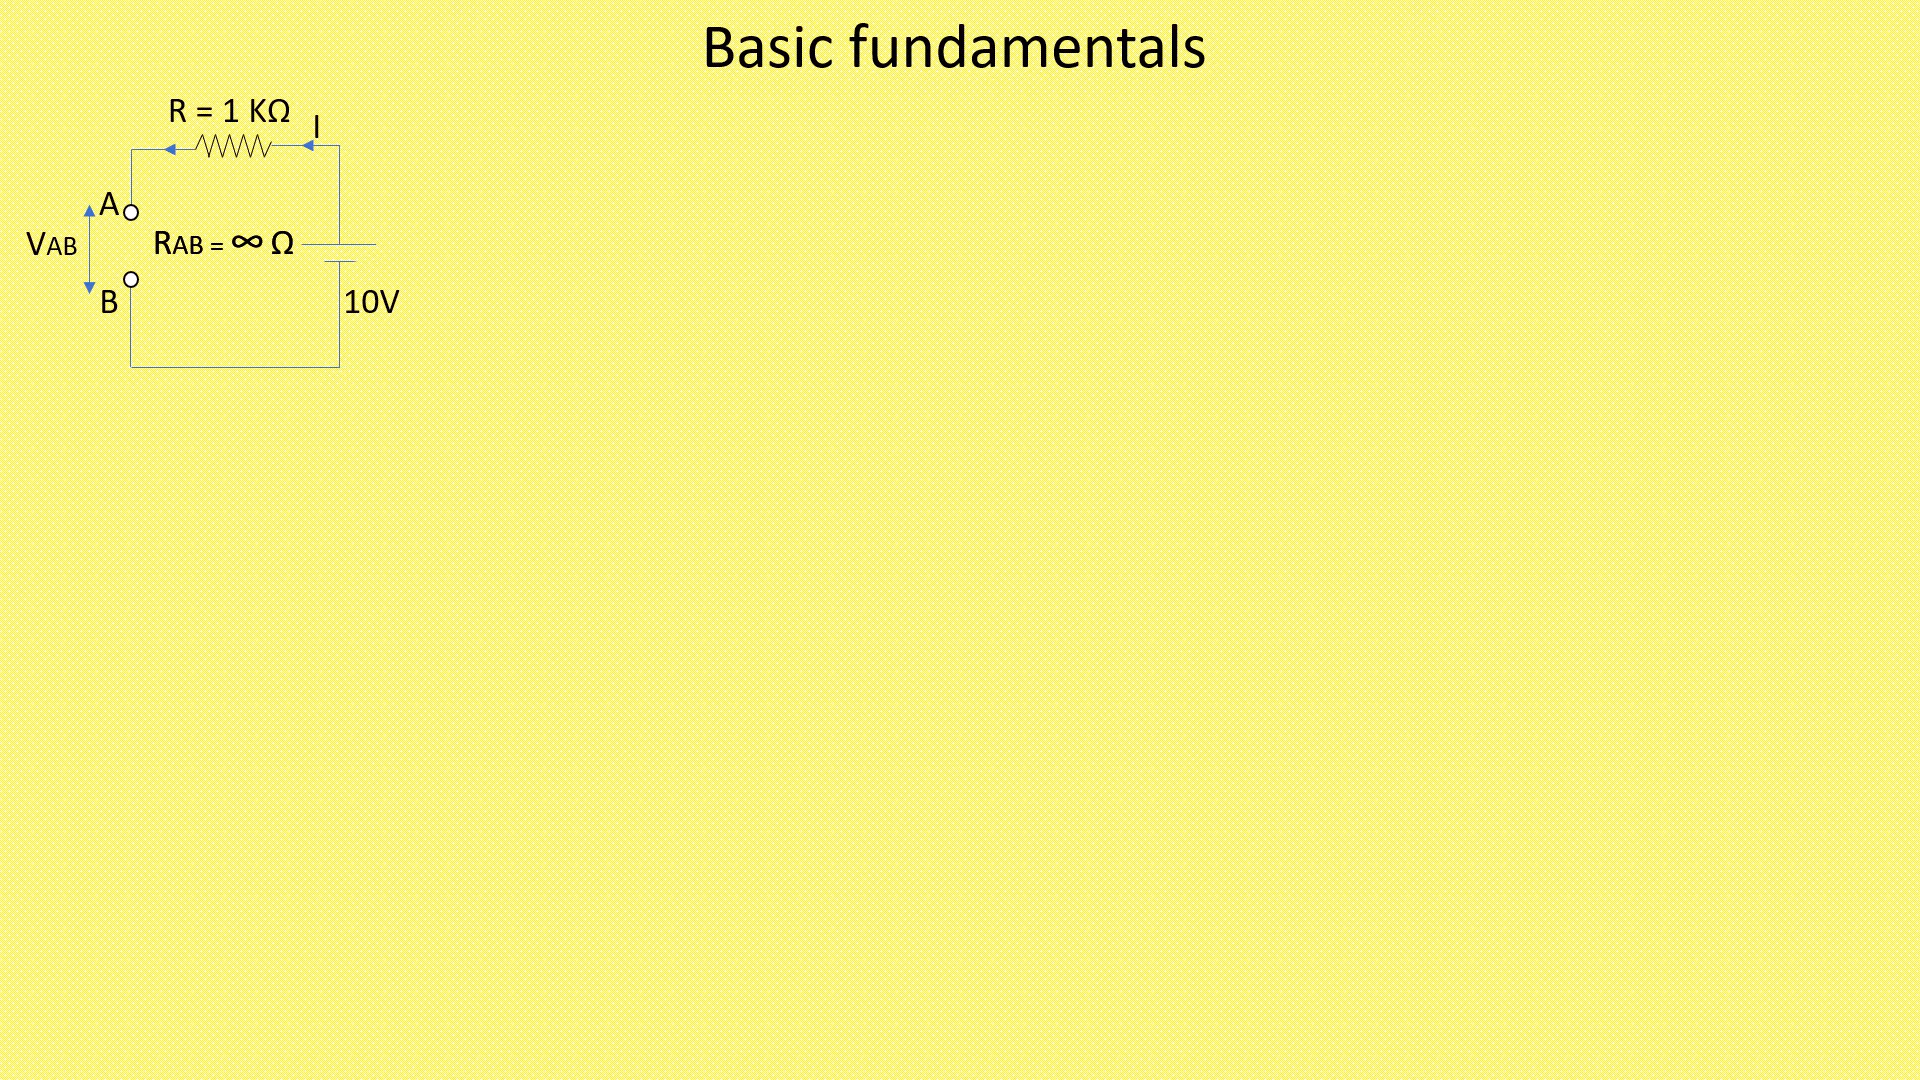 Basic fundamentals
R = 1 KΩ
I
A
VAB
RAB = ∞ Ω
B
10V